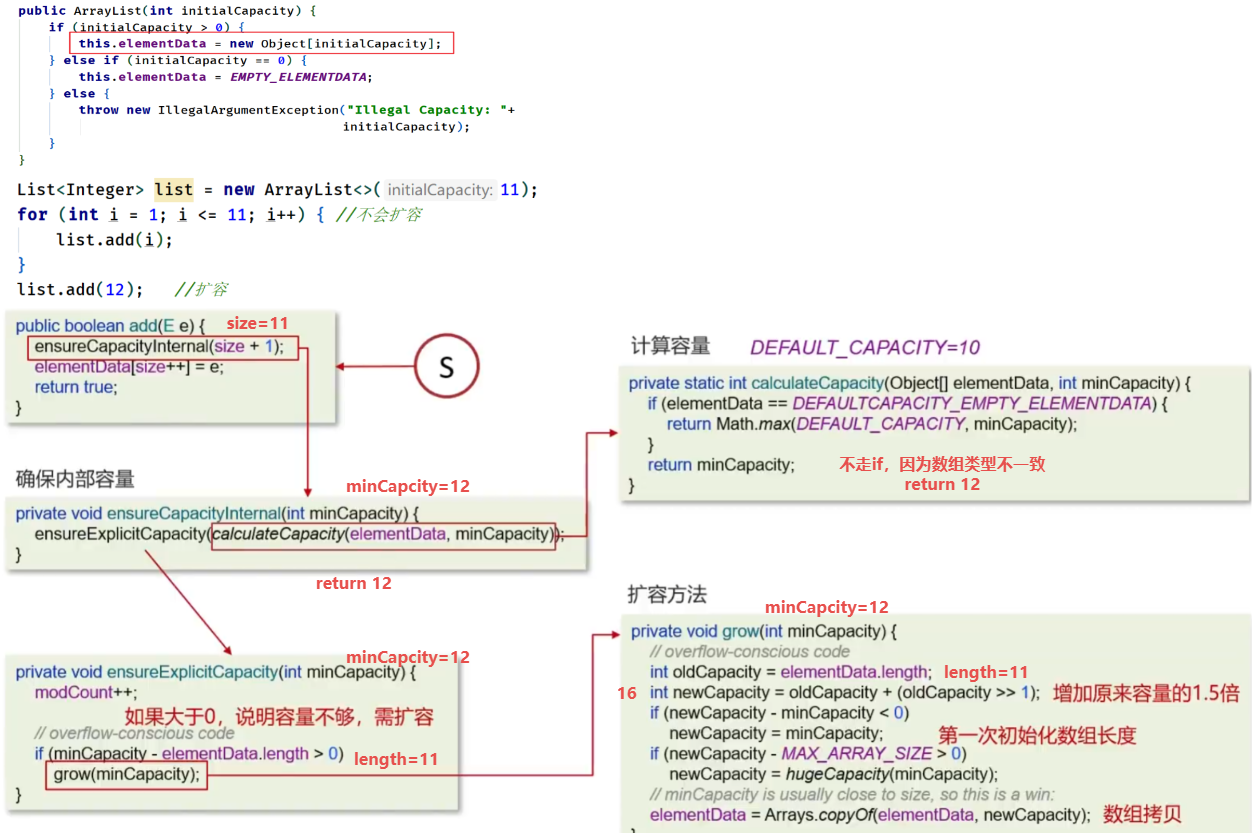 public ArrayList(int initialCapacity) {
if (initialCapacity > 0) {
this.elementData = new Object[initialCapacity];
} else if (initialCapacity == 0) {
this.elementData = EMPTY_ELEMENTDATA;
} else {
throw new IllegalArgumentException("Illegal Capacity: "+
initialCapacity);
}
}
List<Integer> list = new ArrayList<>( initialCapacity: 11);
for (int i = 1; i <= 11; i++) { //不会扩容
list.add(i);
}
list.add(12); //扩容
public boolean add(E e) { size=11
ensureCapacityInternal(size + 1);
elementData[size++] = e;
return true;
}
S
计算容量 DEFAULT_CAPACITY=10
private static int calculateCapacity(Object[] elementData, int minCapacity) {
if (elementData == DEFAULTCAPACITY_EMPTY_ELEMENTDATA) {
return Math.max(DEFAULT_CAPACITY, minCapacity);
}
return minCapacity; 不走if，因为数组类型不一致
return 12
}
确保内部容量
minCapcity=12
private void ensureCapacityInternal(int minCapacity) {
ensureExplicitCapacity(calculateCapacity(elementData, minCapacity));
}
return 12
minCapcity=12
private void ensureExplicitCapacity(int minCapacity) {
modCount++;
如果大于0，说明容量不够，需扩容
// overflow-conscious code
if (minCapacity - elementData.length > 0) length=11
grow(minCapacity);
}
扩容方法
minCapcity=12
private void grow(int minCapacity) {
// overflow-conscious code
int oldCapacity = elementData.length; length=11
16 int newCapacity = oldCapacity + (oldCapacity >> 1); 增加原来容量的1.5倍
if (newCapacity - minCapacity < 0)
newCapacity = minCapacity; 第一次初始化数组长度
if (newCapacity - MAX_ARRAY_SIZE > 0)
newCapacity = hugeCapacity(minCapacity);
// minCapacity is usually close to size, so this is a win:
elementData = Arrays.copyOf(elementData, newCapacity); 数组拷贝
}